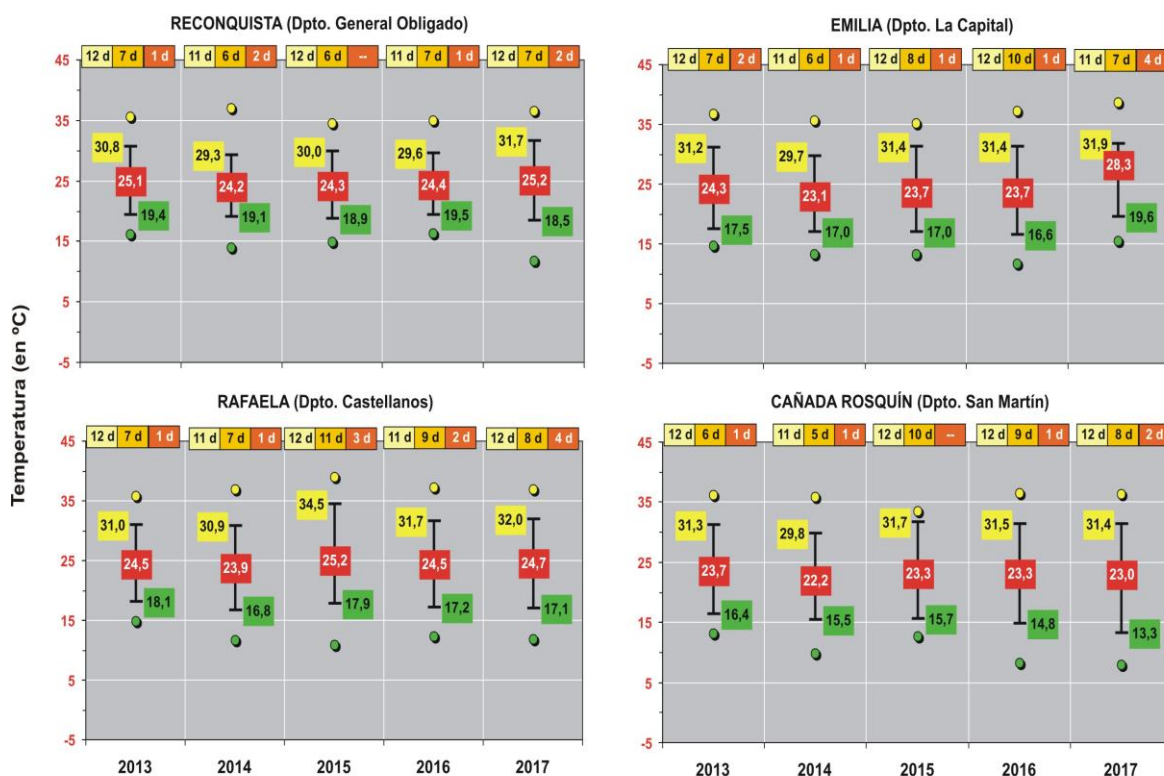 RECONQUISTA (Dpto. General Obligado)
12 d 7 d 1 d 11 d 6 d 2 d 12 d 6 d -- 11 d 7 d 1 d 12 d 7 d 2 d
45
35
25
15
5
-5
30,8 29,3 30,0 29,6 31,7
25,1 24,2 24,3 24,4 25,2
19,4 19,1 18,9 19,5 18,5
EMILIA (Dpto. La Capital)
12 d 7 d 2 d 11 d 6 d 1 d 12 d 8 d 1 d 12 d 10 d 1 d 11 d 7 d 4 d
45
35
25
15
5
-5
31,2 29,7 31,4 31,4 31,9
24,3 23,1 23,7 23,7 28,3
17,5 17,0 17,0 16,6 19,6
Temperatura (en ºC)
RAFAELA (Dpto. Castellanos)
12 d 7 d 1 d 11 d 7 d 1 d 12 d 11 d 3 d 11 d 9 d 2 d 12 d 8 d 4 d
45
35
25
15
5
-5
31,0 30,9 34,5 31,7 32,0
24,5 23,9 25,2 24,5 24,7
18,1 16,8 17,9 17,2 17,1
2013 2014 2015 2016 2017
CAÑADA ROSQUÍN (Dpto. San Martín)
12 d 6 d 1 d 11 d 5 d 1 d 12 d 10 d -- 12 d 9 d 1 d 12 d 8 d 2 d
45
35
25
15
5
-5
31,3 29,8 31,7 31,5 31,4
23,7 22,2 23,3 23,3 23,0
16,4 15,5 15,7 14,8 13,3
2013 2014 2015 2016 2017